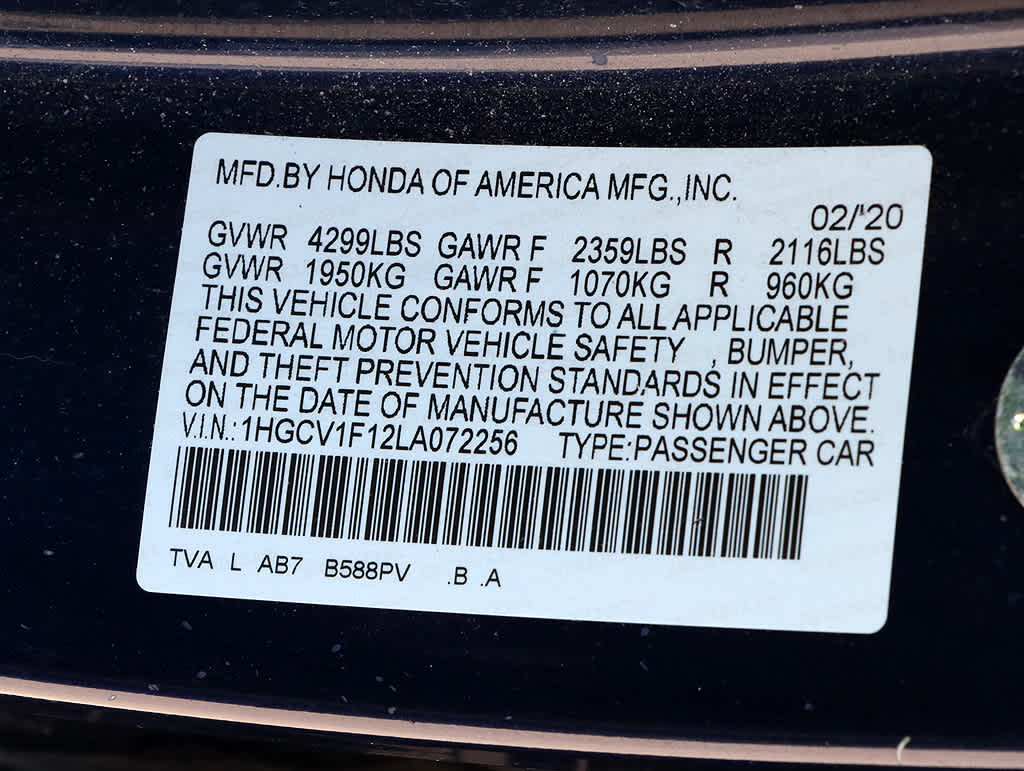 MFD.BY HONDA OF AMERICA MFG.,INC.
02/'20
GVWR 4299LBS GAWR F 2359LBS R 2116LBS
GVWR 1950KG GAWR F 1070KG R 960KG
THIS VEHICLE CONFORMS TO ALL APPLICABLE
FEDERAL MOTOR VEHICLE SAFETY , BUMPER,
AND THEFT PREVENTION STANDARDS IN EFFECT
ON THE DATE OF MANUFACTURE SHOWN ABOVE.
V.I.N.: 1HGCV1F12LA072256 TYPE:PASSENGER CAR
TVA L AB7 B588PV .B .A